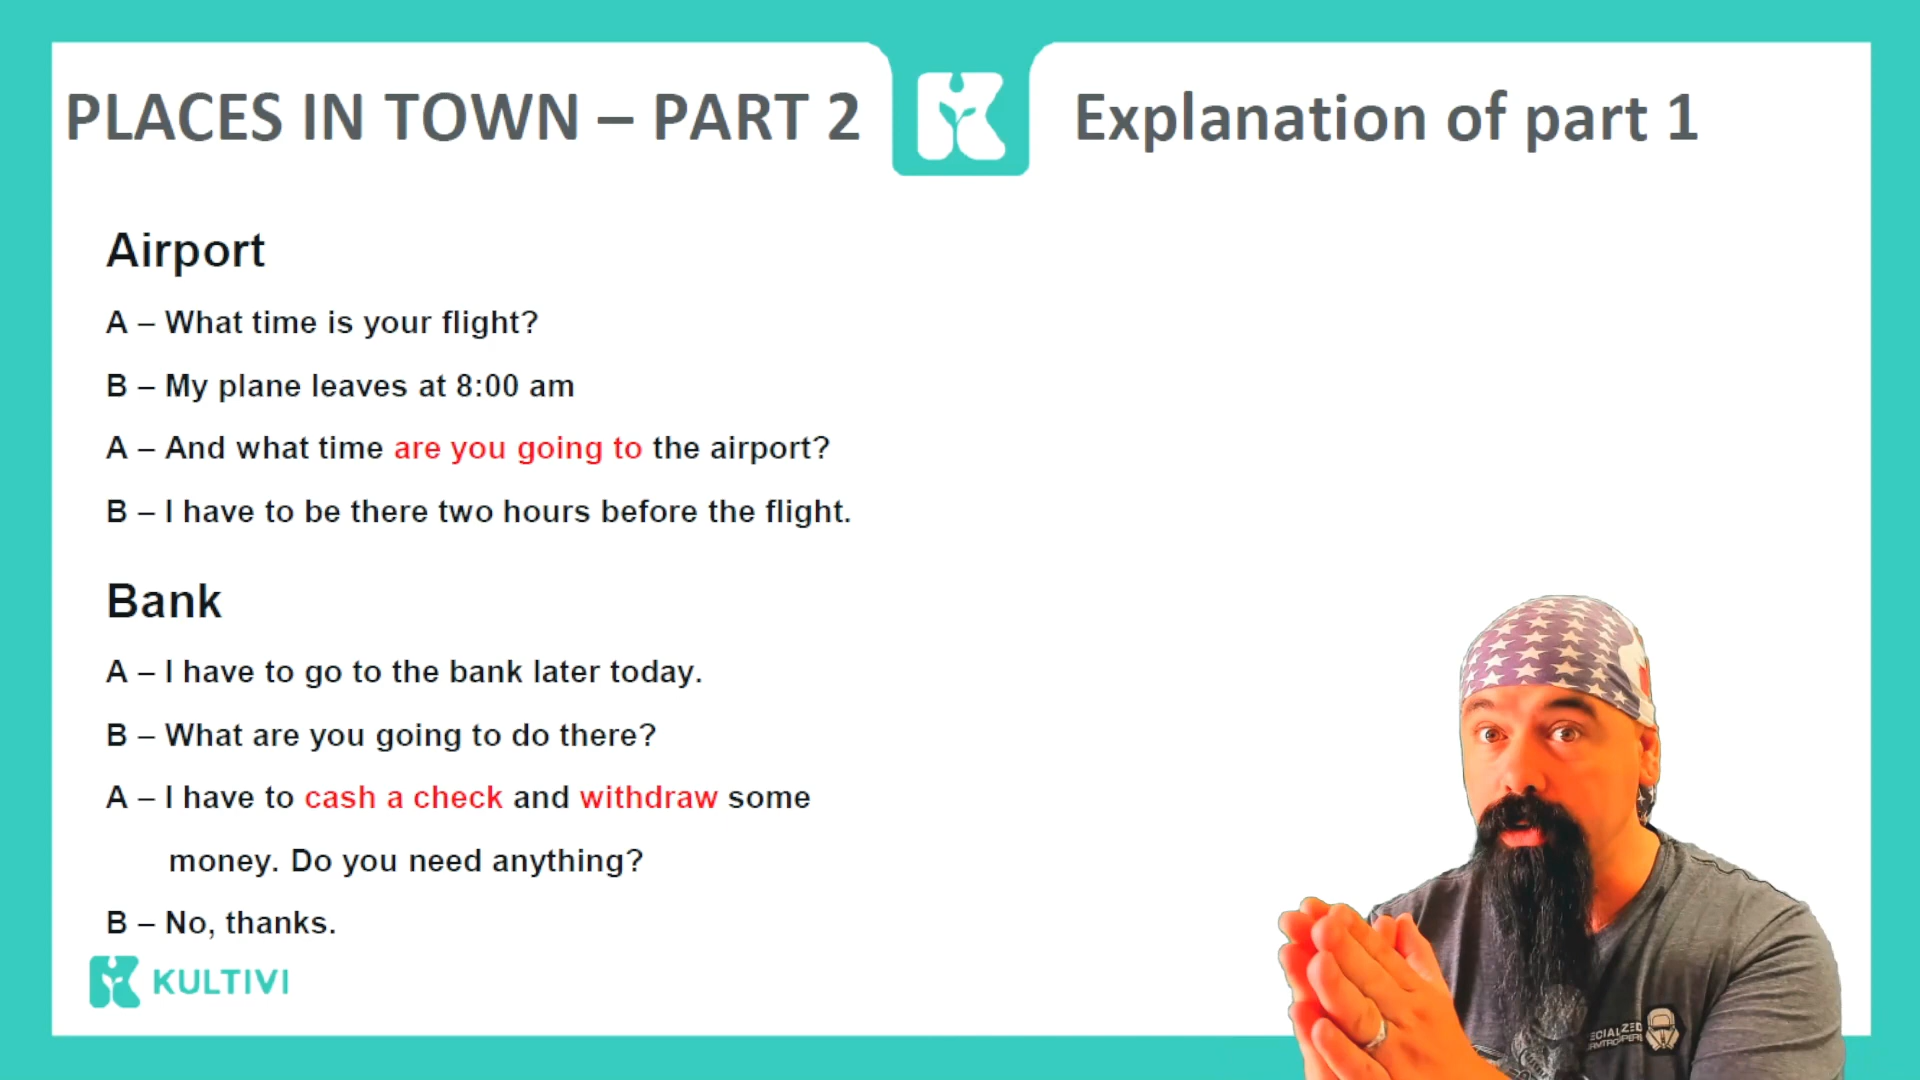 PLACES IN TOWN – PART 2
Explanation of part 1
Airport
A – What time is your flight?
B – My plane leaves at 8:00 am
A – And what time are you going to the airport?
B – I have to be there two hours before the flight.
Bank
A – I have to go to the bank later today.
B – What are you going to do there?
A – I have to cash a check and withdraw some
money. Do you need anything?
B – No, thanks.
KULTIVI